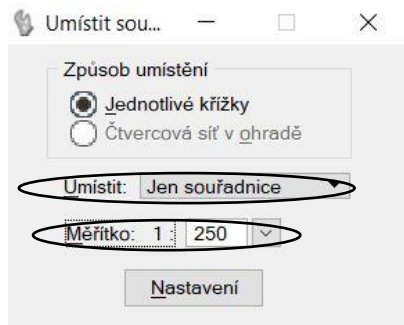 Umístit sou...
Způsob umístění
Jednotlivé křížky
Čtvercová síť v ohradě
Umístit: Jen souřadnice
Měřítko: 1 : 250
Nastavení